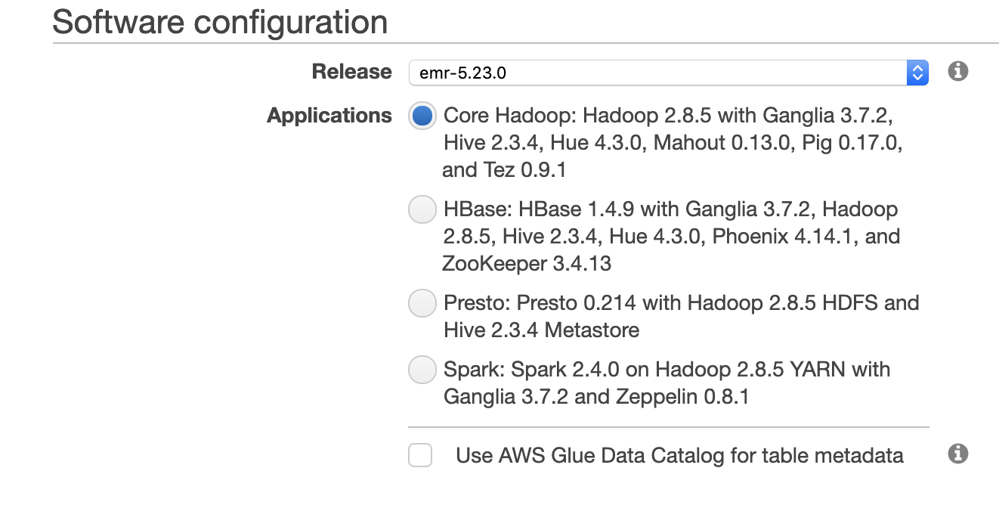 Software configuration
Release emr-5.23.0
Applications Core Hadoop: Hadoop 2.8.5 with Ganglia 3.7.2,
Hive 2.3.4, Hue 4.3.0, Mahout 0.13.0, Pig 0.17.0,
and Tez 0.9.1
HBase: HBase 1.4.9 with Ganglia 3.7.2, Hadoop
2.8.5, Hive 2.3.4, Hue 4.3.0, Phoenix 4.14.1, and
ZooKeeper 3.4.13
Presto: Presto 0.214 with Hadoop 2.8.5 HDFS and
Hive 2.3.4 Metastore
Spark: Spark 2.4.0 on Hadoop 2.8.5 YARN with
Ganglia 3.7.2 and Zeppelin 0.8.1
Use AWS Glue Data Catalog for table metadata